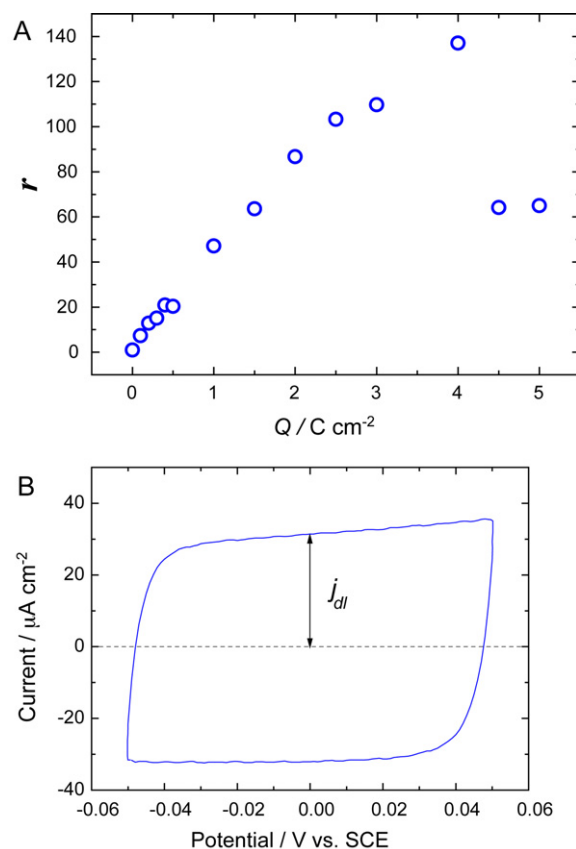 A
140
120
100
80
60
40
20
0
r
0 1 2 3 4 5
Q / C cm-2
B
40
20
0
-20
-40
Current / μA cm-2
jdl
-0.06 -0.04 -0.02 0.00 0.02 0.04 0.06
Potential / V vs. SCE